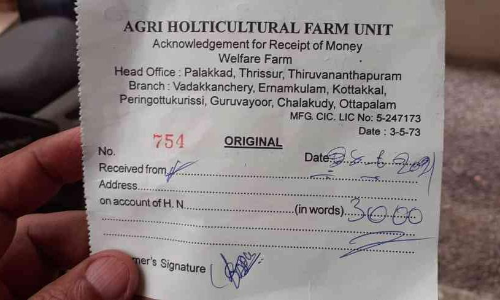 AGRI HOLTICULTURAL FARM UNIT
Acknowledgement for Receipt of Money
Welfare Farm
Head Office : Palakkad, Thrissur, Thiruvananthapuram
Branch : Vadakkanchery, Ernamkulam, Kottakkal,
Peringottukurissi, Guruvayoor, Chalakudy, Ottapalam
MFG. CIC. LIC No: 5-247173
Date : 3-5-73
No. 754 ORIGINAL Date
Received from
Address
on account of H. N. (in words) 3000
mer's Signature